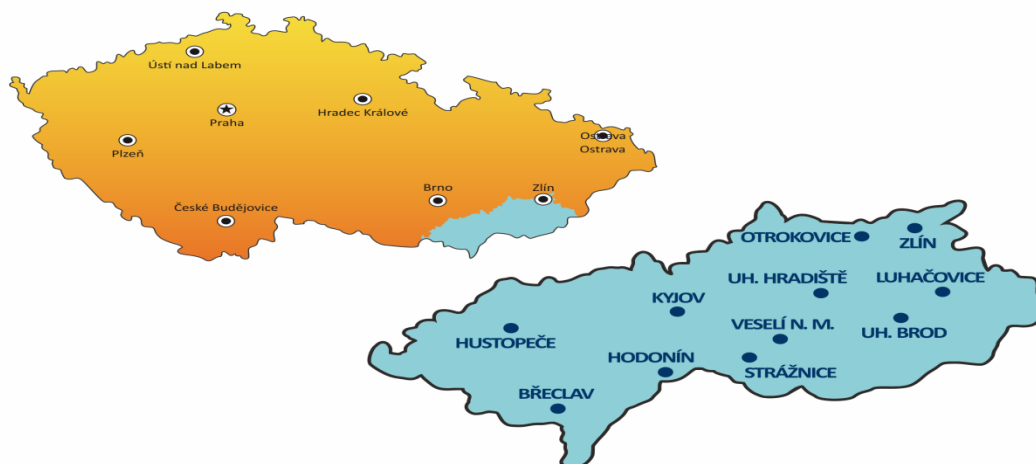 Ústí nad Labem
Praha
Hradec Králové
Plzeň
Ostrava
Ostrava
České Budějovice
Brno
Zlín
OTROKOVICE
ZLÍN
UH. HRADIŠTĚ
LUHAČOVICE
KYJOV
VESELÍ N. M.
UH. BROD
HUSTOPEČE
HODONÍN
STRÁŽNICE
BŘECLAV